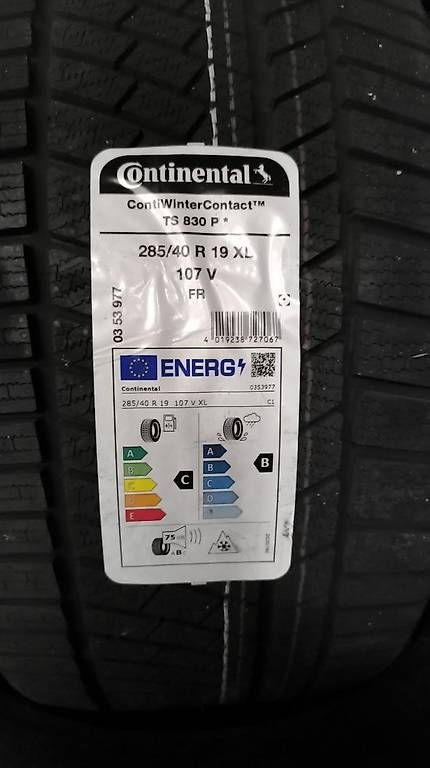 Continental
ContiWinterContact™
TS 830 P *
285/40 R 19 XL
107 V
FR
03 53 977
4 019238 727067
ENERG
Continental
0353977
285/40 R 19 107 V XL
C1
A
B
C
D
E
C
A
B
C
D
B
75